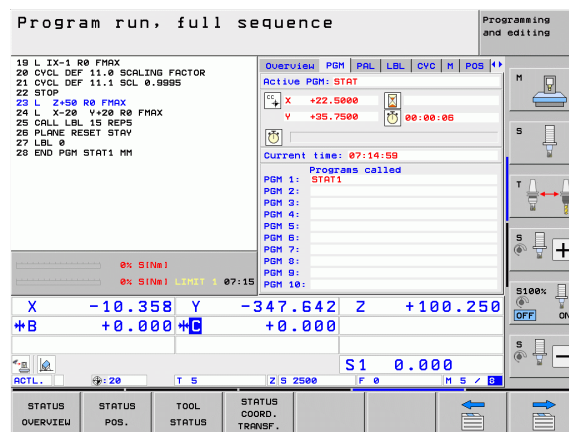 Program run, full sequence
Programming and editing
19 L IX-1 R0 FMAX
20 CYCL DEF 11.0 SCALING FACTOR
21 CYCL DEF 11.1 SCL 0.9995
22 STOP
23 L Z+50 R0 FMAX
24 L X-20 Y+20 R0 FMAX
25 CALL LBL 15 REP5
26 PLANE RESET STAY
27 LBL 0
28 END PGM STAT1 MM
0% S[Nm]
0% S[Nm] LIMIT 1 07:15
Overview PGM PAL LBL CYC M POS
Active PGM: STAT
CC X +22.5000
Y +35.7500 00:00:06
Current time: 07:14:59
Programs called
PGM 1: STAT1
PGM 2:
PGM 3:
PGM 4:
PGM 5:
PGM 6:
PGM 7:
PGM 8:
PGM 9:
PGM 10:
X -10.358 Y -347.642 Z +100.250
B +0.000 C +0.000
S1 0.000
ACTL. : 20 T 5 Z S 2500 F 0 M 5 / 8
M
S
T
S
+
S100%
OFF ON
S
-
STATUS OVERVIEW
STATUS POS.
TOOL STATUS
STATUS COORD. TRANSF.